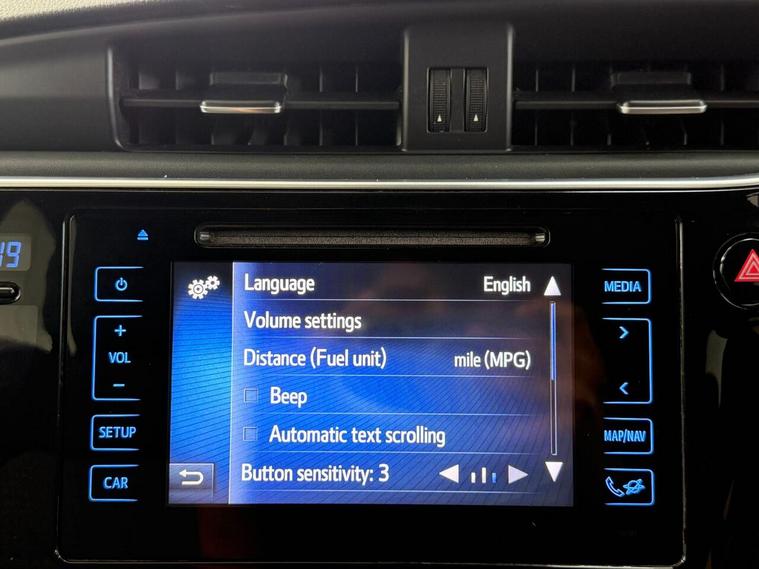 19
Language English
Volume settings
Distance (Fuel unit) mile (MPG)
Beep
Automatic text scrolling
Button sensitivity: 3
+
VOL
-
SETUP
CAR
MEDIA
MAP/NAV